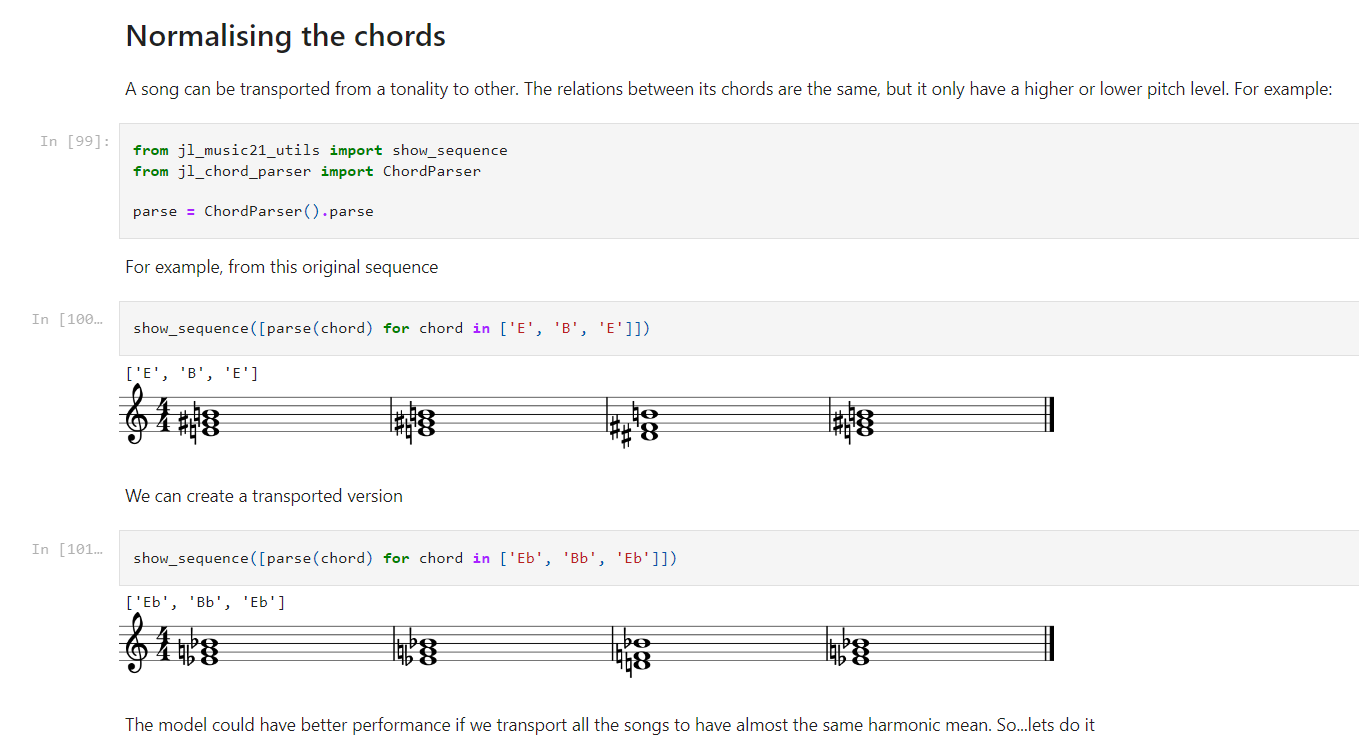 Normalising the chords
A song can be transported from a tonality to other. The relations between its chords are the same, but it only have a higher or lower pitch level. For example:
In [99]:
from jl_music21_utils import show_sequence
from jl_chord_parser import ChordParser
parse = ChordParser().parse
For example, from this original sequence
In [100…
show_sequence([parse(chord) for chord in ['E', 'B', 'E']])
['E', 'B', 'E']
4
4
We can create a transported version
In [101…
show_sequence([parse(chord) for chord in ['Eb', 'Bb', 'Eb']])
['Eb', 'Bb', 'Eb']
4
4
The model could have better performance if we transport all the songs to have almost the same harmonic mean. So...lets do it